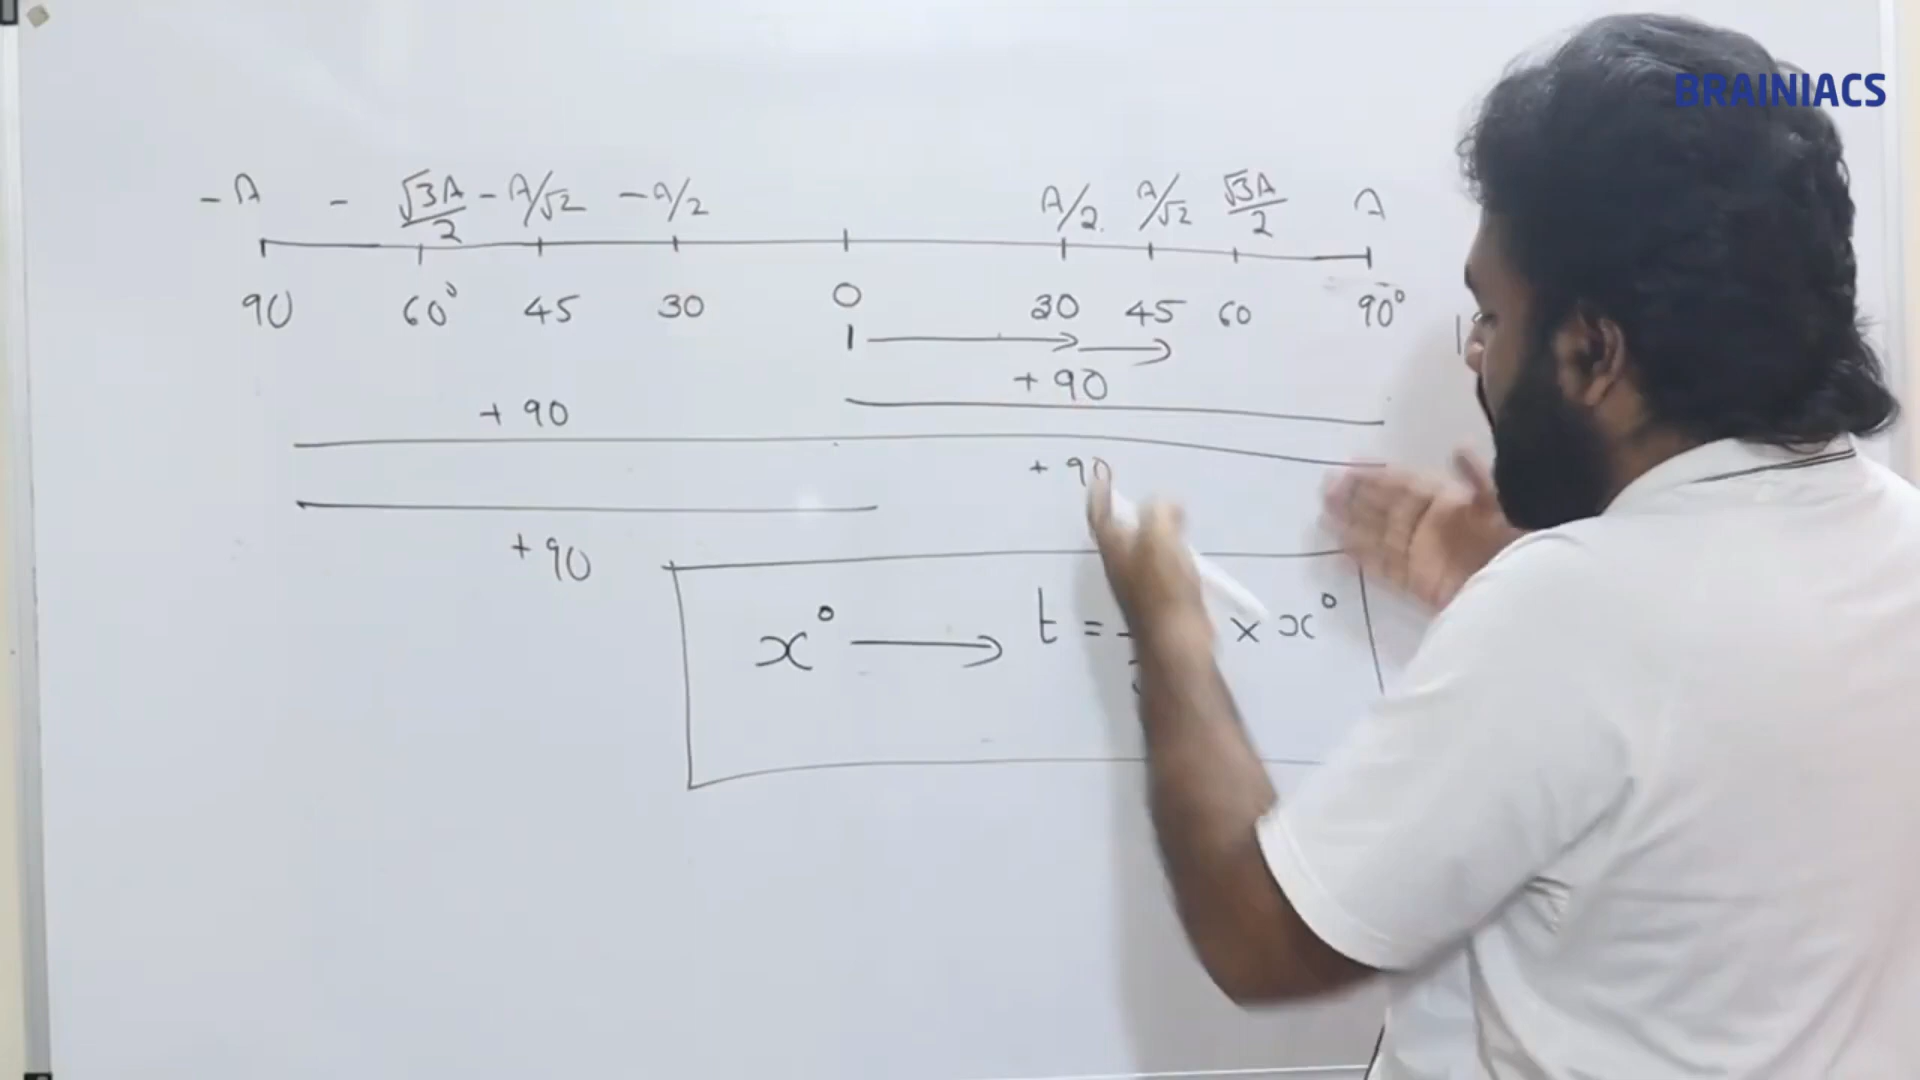 BRAINIACS
-A - √3A/2 -A/√2 -A/2 A/2 A/√2 √3A/2 A
90 60° 45 30 0 30 45 60 90°
+ 90
+ 90
+ 90
+ 90
x° → t = × x°